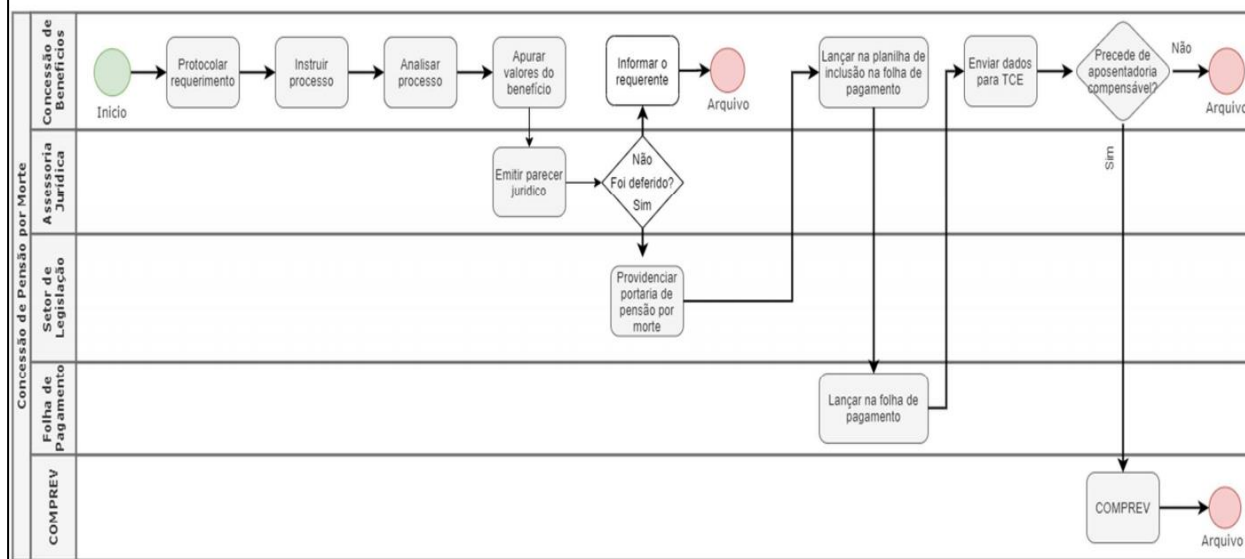 Concessão de Pensão por Morte
Concessão de
Benefícios
Inicio
Protocolar
requerimento
Instruir
processo
Analisar
processo
Apurar
valores do
benefício
Informar o
requerente
Arquivo
Lançar na planilha de
inclusão na folha de
pagamento
Enviar dados
para TCE
Precede de
aposentadoria
compensável?
Não
Arquivo
Sim
Assessoria
Jurídica
Emitir parecer
jurídico
Não
Foi deferido?
Sim
Setor de
Legislação
Providenciar
portaria de
pensão por
morte
Folha de
Pagamento
Lançar na folha de
pagamento
COMPREV
COMPREV
Arquivo